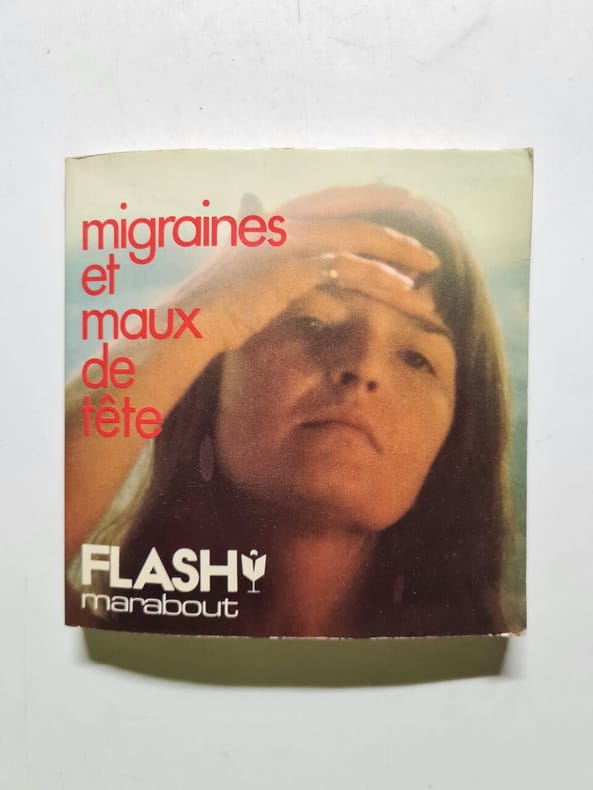 migraines
et
maux
de
tête
FLASH
marabout